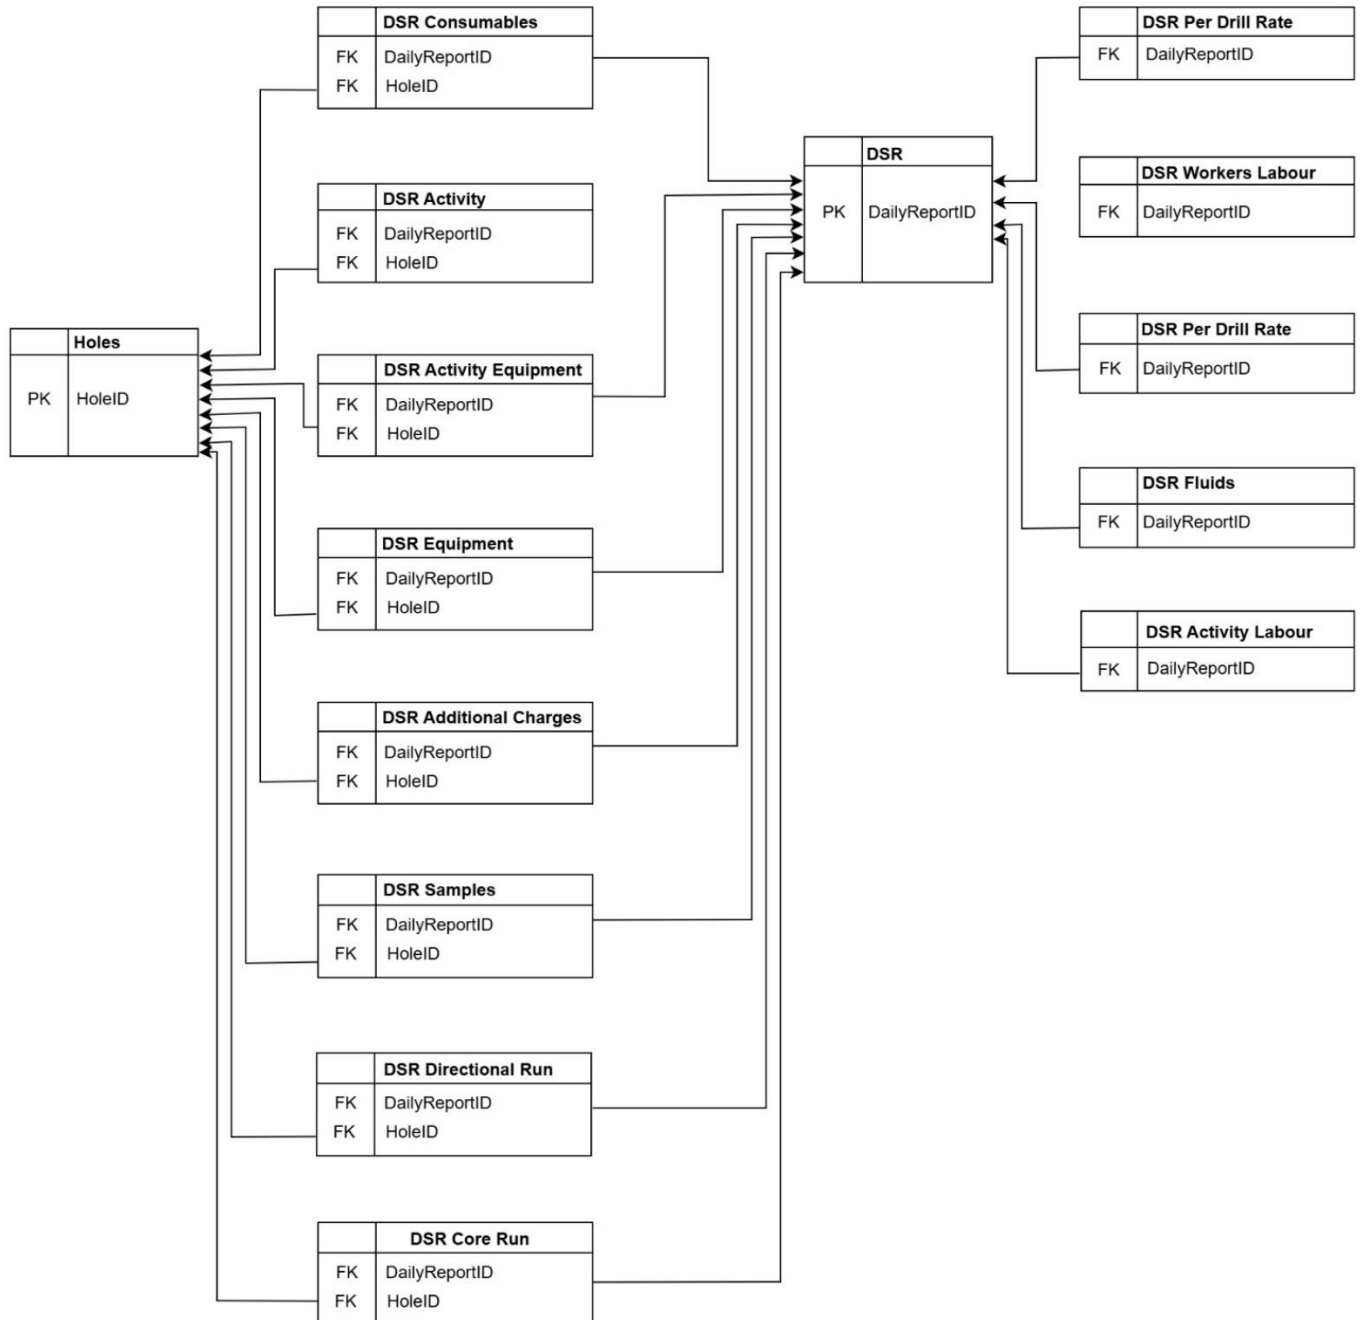 DSR Consumables
FK DailyReportID
FK HoleID
DSR Activity
FK DailyReportID
FK HoleID
Holes
PK HoleID
DSR Activity Equipment
FK DailyReportID
FK HoleID
DSR Equipment
FK DailyReportID
FK HoleID
DSR Additional Charges
FK DailyReportID
FK HoleID
DSR Samples
FK DailyReportID
FK HoleID
DSR Directional Run
FK DailyReportID
FK HoleID
DSR Core Run
FK DailyReportID
FK HoleID
DSR
PK DailyReportID
DSR Per Drill Rate
FK DailyReportID
DSR Workers Labour
FK DailyReportID
DSR Per Drill Rate
FK DailyReportID
DSR Fluids
FK DailyReportID
DSR Activity Labour
FK DailyReportID